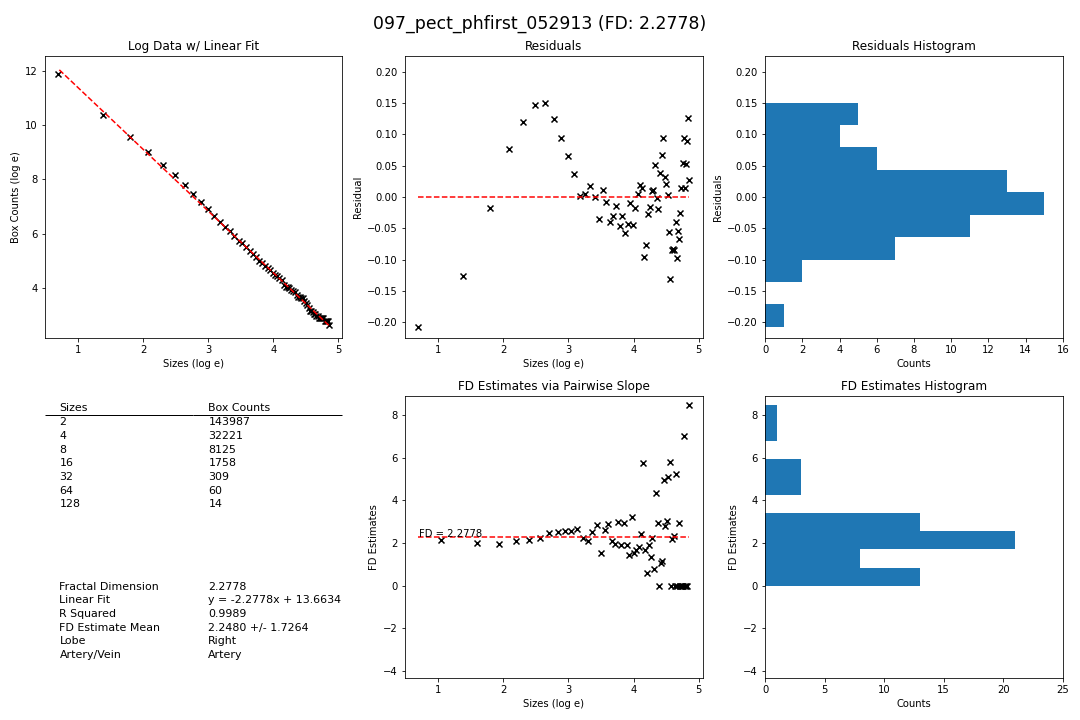 097_pect_phfirst_052913 (FD: 2.2778)
Log Data w/ Linear Fit
12
10
8
6
4
1 2 3 4 5
Box Counts (log e)
Sizes (log e)
Residuals
0.20
0.15
0.10
0.05
0.00
−0.05
−0.10
−0.15
−0.20
1 2 3 4 5
Residual
Sizes (log e)
Residuals Histogram
0.20
0.15
0.10
0.05
0.00
−0.05
−0.10
−0.15
−0.20
0 2 4 6 8 10 12 14 16
Residuals
Counts
Sizes Box Counts
2 143987
4 32221
8 8125
16 1758
32 309
64 60
128 14
Fractal Dimension 2.2778
Linear Fit y = -2.2778x + 13.6634
R Squared 0.9989
FD Estimate Mean 2.2480 +/- 1.7264
Lobe Right
Artery/Vein Artery
FD Estimates via Pairwise Slope
8
6
4
2
0
−2
−4
FD = 2.2778
1 2 3 4 5
FD Estimates
Sizes (log e)
FD Estimates Histogram
8
6
4
2
0
−2
−4
0 5 10 15 20 25
FD Estimates
Counts